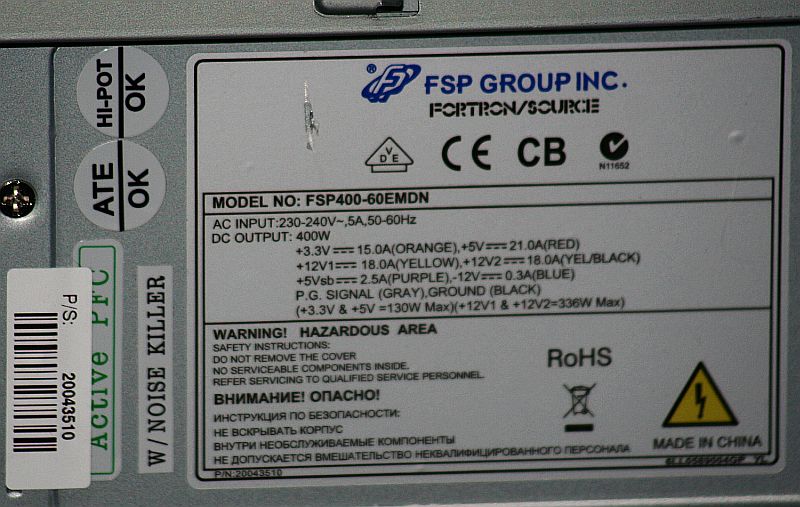 HI-POT OK
ATE OK
Active PFC
W/NOISE KILLER
P/S: 20043510
FSP GROUP INC.
FORTRON/SOURCE
VDE
CE CB N11652
MODEL NO: FSP400-60EMDN
AC INPUT:230-240V~,5A,50-60Hz
DC OUTPUT: 400W
+3.3V 15.0A(ORANGE),+5V 21.0A(RED)
+12V1 18.0A(YELLOW),+12V2 18.0A(YEL/BLACK)
+5Vsb 2.5A(PURPLE),-12V 0.3A(BLUE)
P.G. SIGNAL (GRAY),GROUND (BLACK)
(+3.3V & +5V =130W Max)(+12V1 & +12V2=336W Max)
WARNING! HAZARDOUS AREA
SAFETY INSTRUCTIONS:
DO NOT REMOVE THE COVER
NO SERVICEABLE COMPONENTS INSIDE.
REFER SERVICING TO QUALIFIED SERVICE PERSONNEL.
RoHS
ВНИМАНИЕ! ОПАСНО!
ИНСТРУКЦИЯ ПО БЕЗОПАСНОСТИ:
НЕ ВСКРЫВАТЬ КОРПУС
ВНУТРИ НЕОБСЛУЖИВАЕМЫЕ КОМПОНЕНТЫ
НЕ ДОПУСКАЕТСЯ ВМЕШАТЕЛЬСТВО НЕКВАЛИФИЦИРОВАННОГО ПЕРСОНАЛА
MADE IN CHINA
P/N:20043510